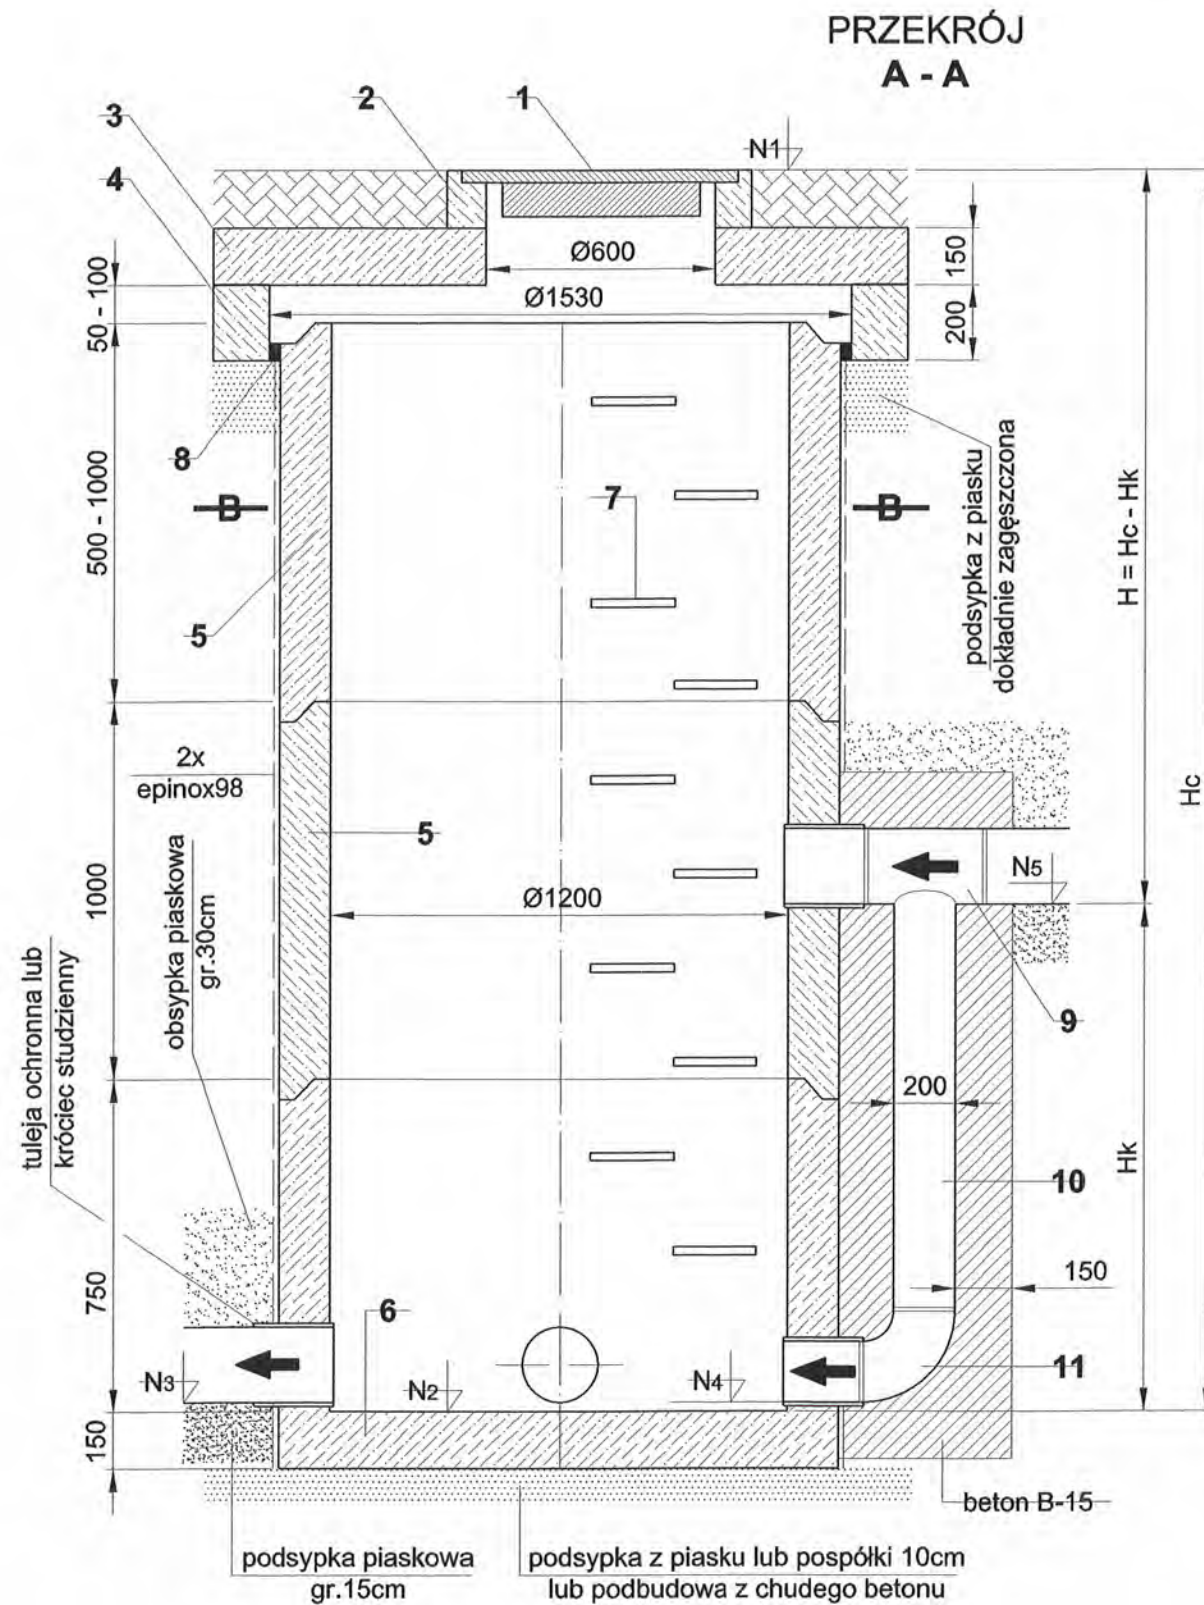 PRZEKRÓJ
A - A
1
2
3
4
N1
Ø600
150
50 - 100
Ø1530
200
8
B
B
7
500 - 1000
podsypka z piasku
dokładnie zagęszczona
H = Hc - Hk
5
2x
epinox98
5
Hc
1000
obsypka piaskowa
gr.30cm
Ø1200
N5
tuleja ochronna lub
króciec studzienny
9
200
Hk
10
750
150
6
11
N3
N2
N4
150
beton B-15
podsypka piaskowa
gr.15cm
podsypka z piasku lub pospółki 10cm
lub podbudowa z chudego betonu